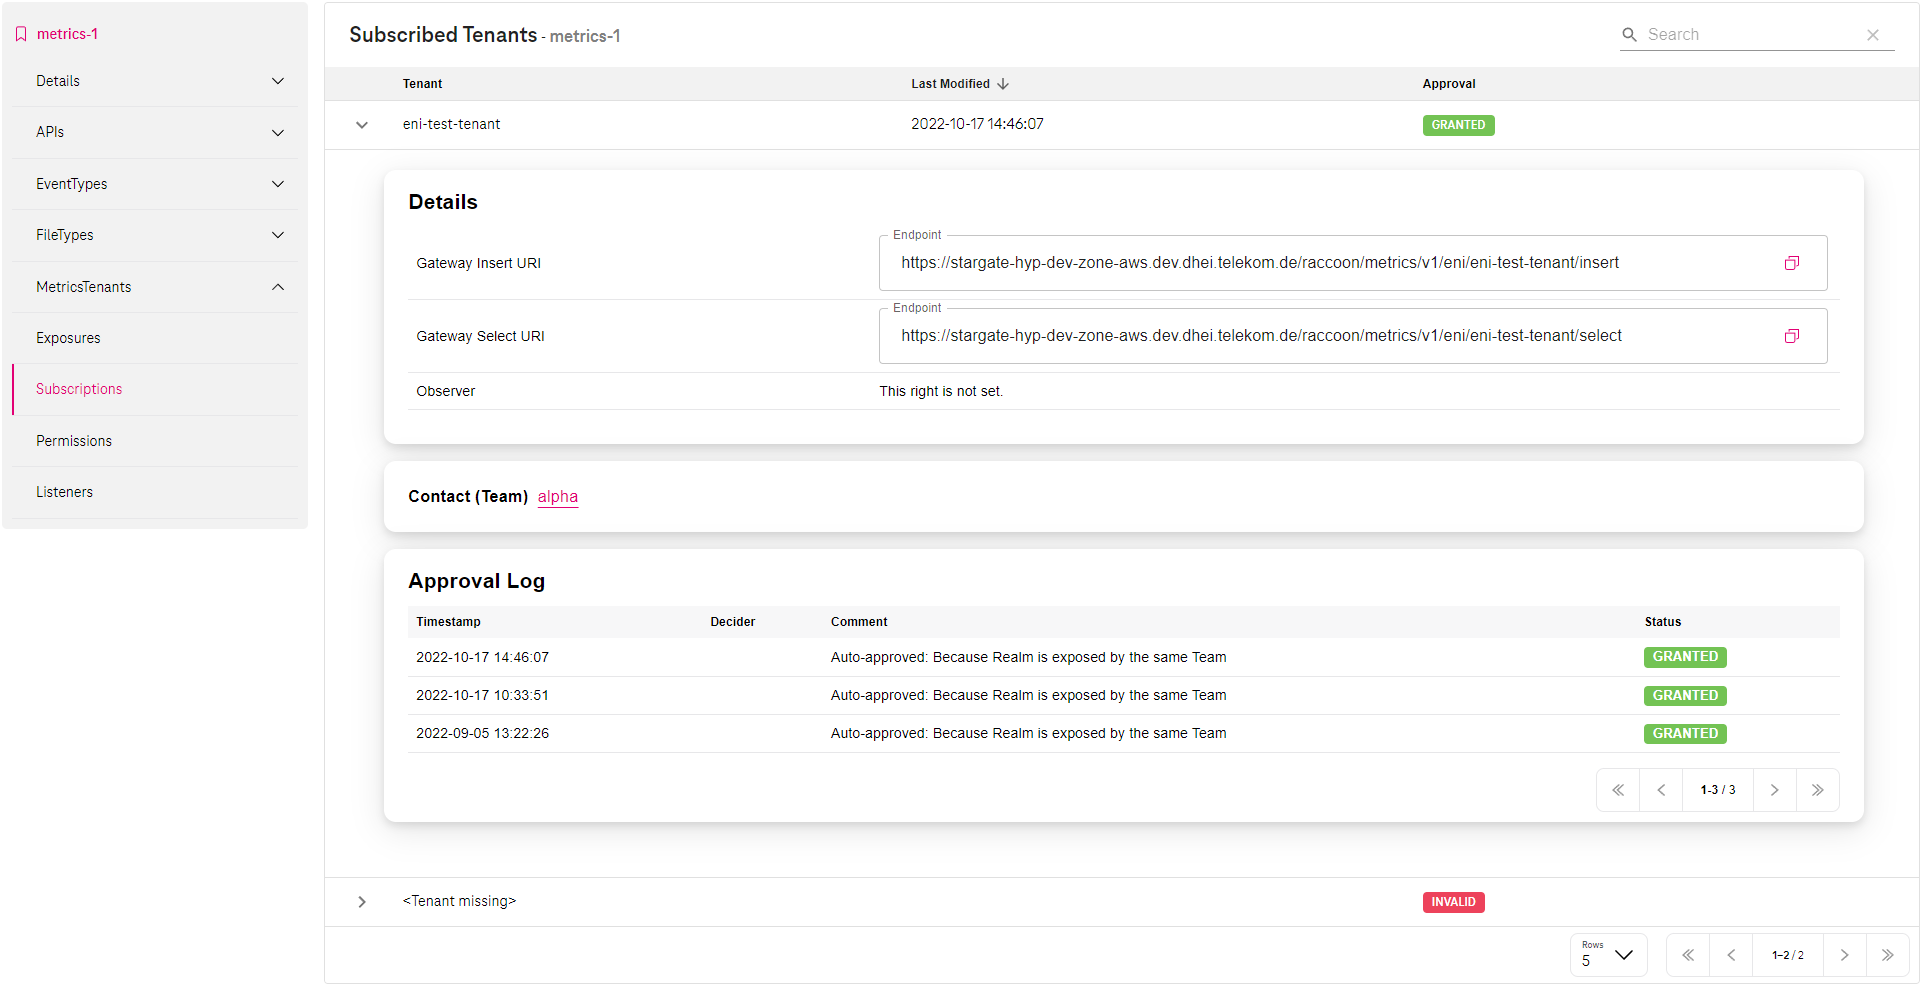 metrics-1
Details
APIs
EventTypes
FileTypes
MetricsTenants
Exposures
Subscriptions
Permissions
Listeners
Subscribed Tenants - metrics-1
Search
Tenant Last Modified Approval
eni-test-tenant 2022-10-17 14:46:07 GRANTED
Details
Endpoint
Gateway Insert URI https://stargate-hyp-dev-zone-aws.dev.dhei.telekom.de/raccoon/metrics/v1/eni/eni-test-tenant/insert
Endpoint
Gateway Select URI https://stargate-hyp-dev-zone-aws.dev.dhei.telekom.de/raccoon/metrics/v1/eni/eni-test-tenant/select
Observer This right is not set.
Contact (Team) alpha
Approval Log
Timestamp Decider Comment Status
2022-10-17 14:46:07 Auto-approved: Because Realm is exposed by the same Team GRANTED
2022-10-17 10:33:51 Auto-approved: Because Realm is exposed by the same Team GRANTED
2022-09-05 13:22:26 Auto-approved: Because Realm is exposed by the same Team GRANTED
1-3 / 3
<Tenant missing> INVALID
Rows
5
1-2 / 2